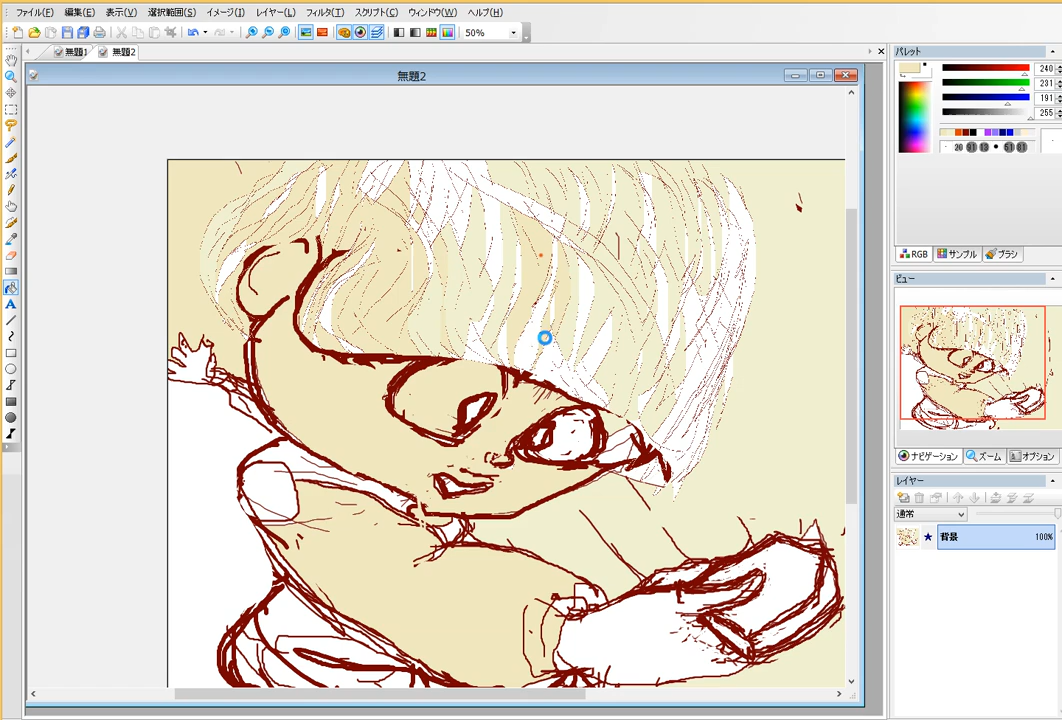 ファイル(F) 編集(E) 表示(V) 選択範囲(S) イメージ(I) レイヤー(L) フィルタ(T) スクリプト(C) ウィンドウ(W) ヘルプ(H)
50%
無題1 無題2
無題2
パレット
240
231
191
255
RGB サンプル ブラシ
ビュー
ナビゲーション ズーム オプション
レイヤー
通常
背景 100%